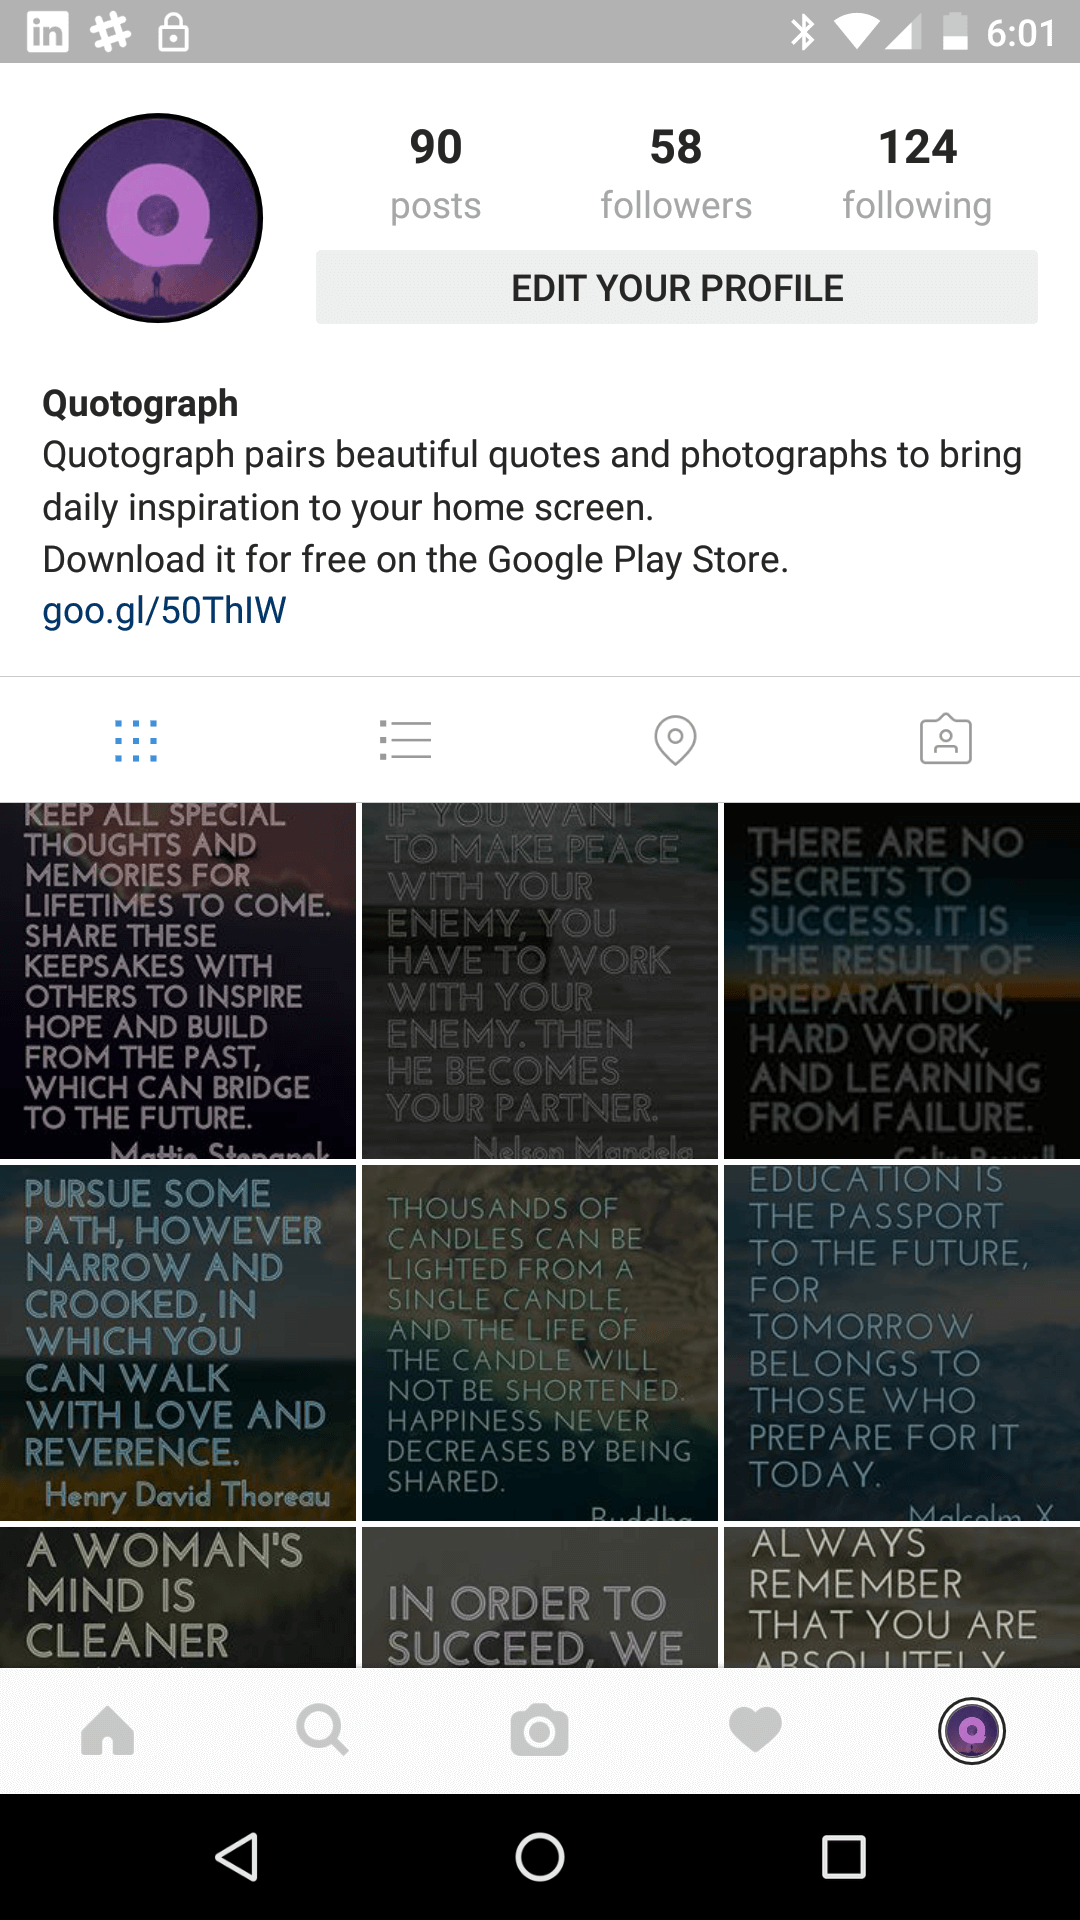 6:01
90 58 124
posts followers following
EDIT YOUR PROFILE
Quotograph
Quotograph pairs beautiful quotes and photographs to bring
daily inspiration to your home screen.
Download it for free on the Google Play Store.
goo.gl/50ThIW
KEEP ALL SPECIAL
THOUGHTS AND
MEMORIES FOR
LIFETIMES TO COME.
SHARE THESE
KEEPSAKES WITH
OTHERS TO INSPIRE
HOPE AND BUILD
FROM THE PAST,
WHICH CAN BRIDGE
TO THE FUTURE.
Mattie Stepanek
IF YOU WANT
TO MAKE PEACE
WITH YOUR
ENEMY, YOU
HAVE TO WORK
WITH YOUR
ENEMY. THEN
HE BECOMES
YOUR PARTNER.
Nelson Mandela
THERE ARE NO
SECRETS TO
SUCCESS. IT IS
THE RESULT OF
PREPARATION,
HARD WORK,
AND LEARNING
FROM FAILURE.
Colin Powell
PURSUE SOME
PATH, HOWEVER
NARROW AND
CROOKED, IN
WHICH YOU
CAN WALK
WITH LOVE AND
REVERENCE.
Henry David Thoreau
THOUSANDS OF
CANDLES CAN BE
LIGHTED FROM A
SINGLE CANDLE,
AND THE LIFE OF
THE CANDLE WILL
NOT BE SHORTENED.
HAPPINESS NEVER
DECREASES BY BEING
SHARED.
Buddha
EDUCATION IS
THE PASSPORT
TO THE FUTURE,
FOR
TOMORROW
BELONGS TO
THOSE WHO
PREPARE FOR IT
TODAY.
Malcolm X
A WOMAN'S
MIND IS
CLEANER
IN ORDER TO
SUCCEED, WE
ALWAYS
REMEMBER
THAT YOU ARE
ABSOLUTELY